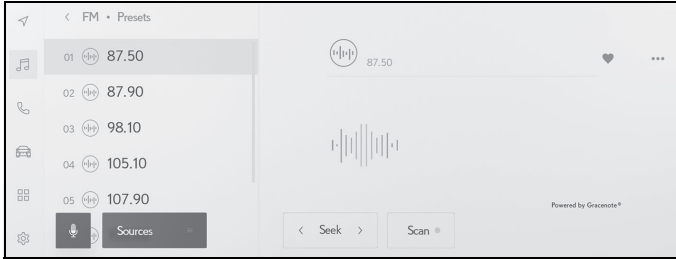 FM • Presets
01 87.50
02 87.90
03 98.10
04 105.10
05 107.90
Sources
87.50
Powered by Gracenote®
Seek
Scan